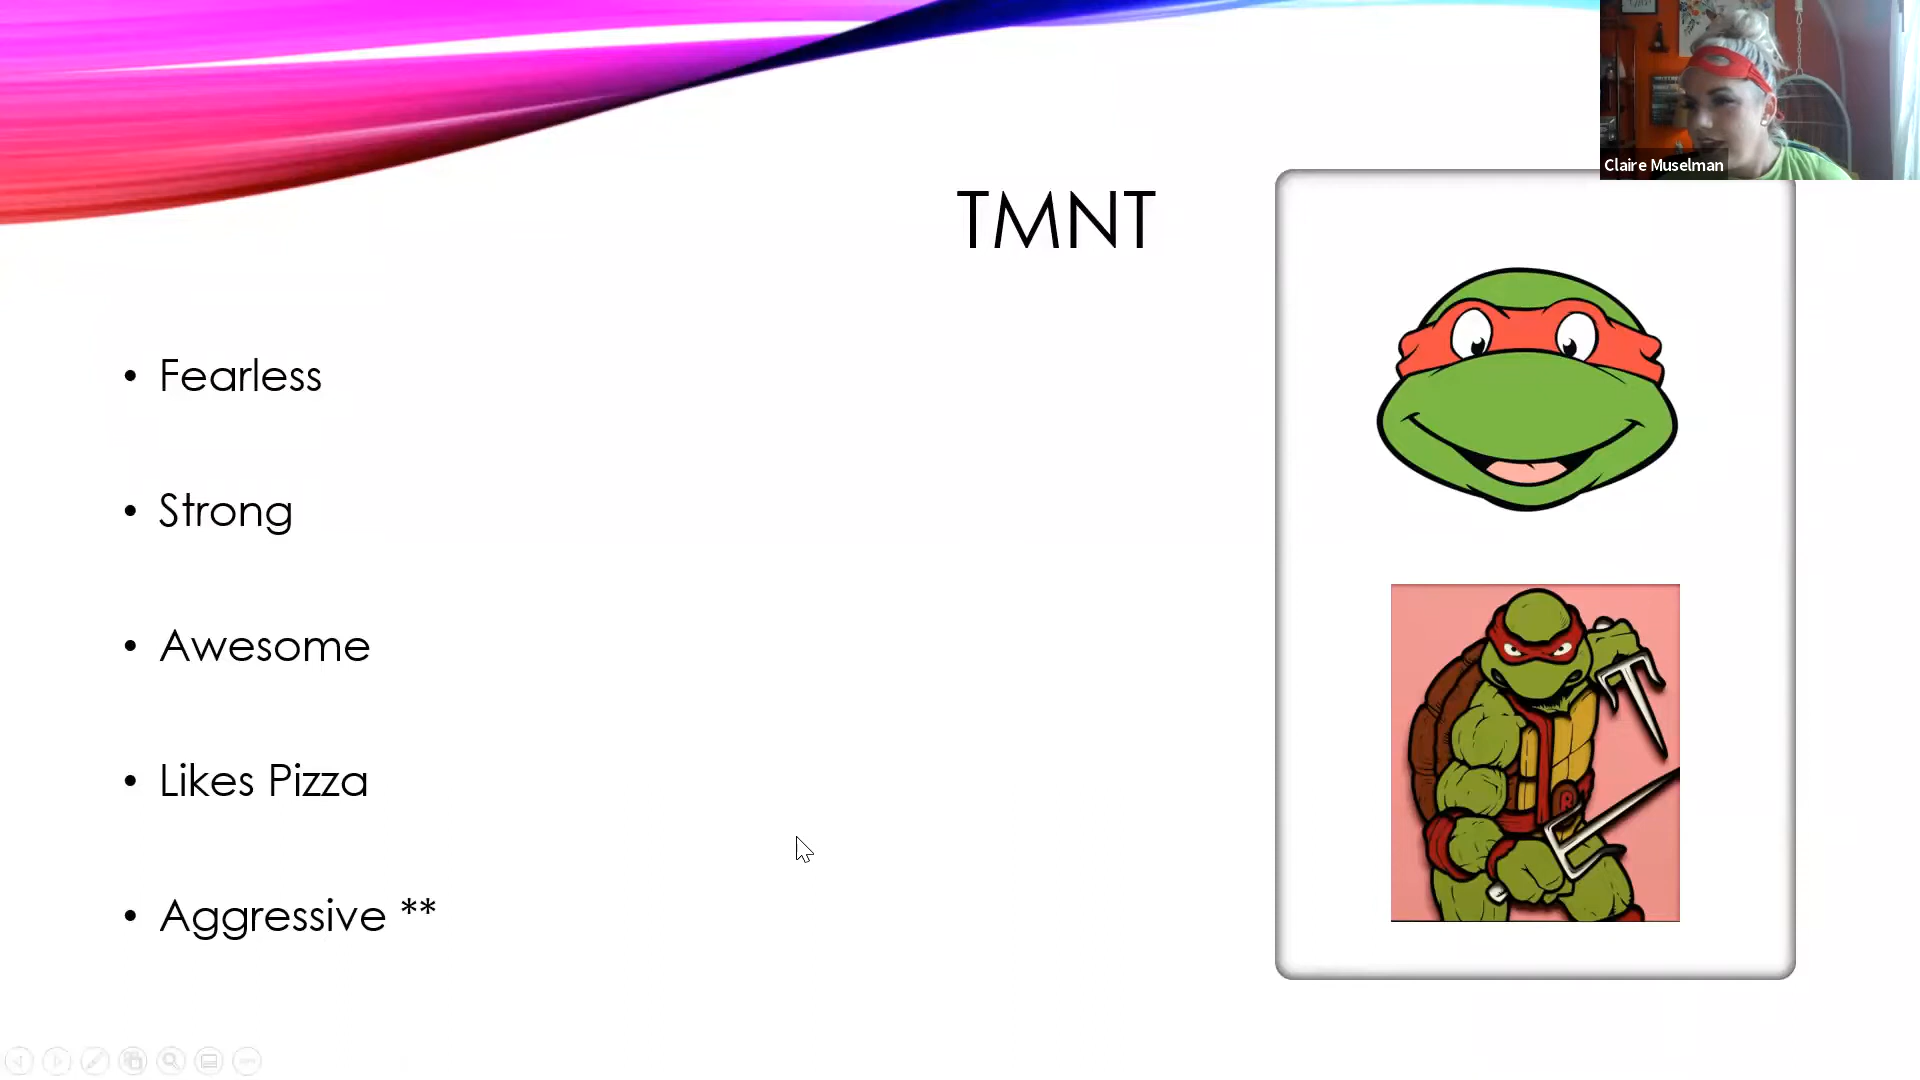 Claire Muselman
TMNT
• Fearless
• Strong
• Awesome
• Likes Pizza
• Aggressive **
R